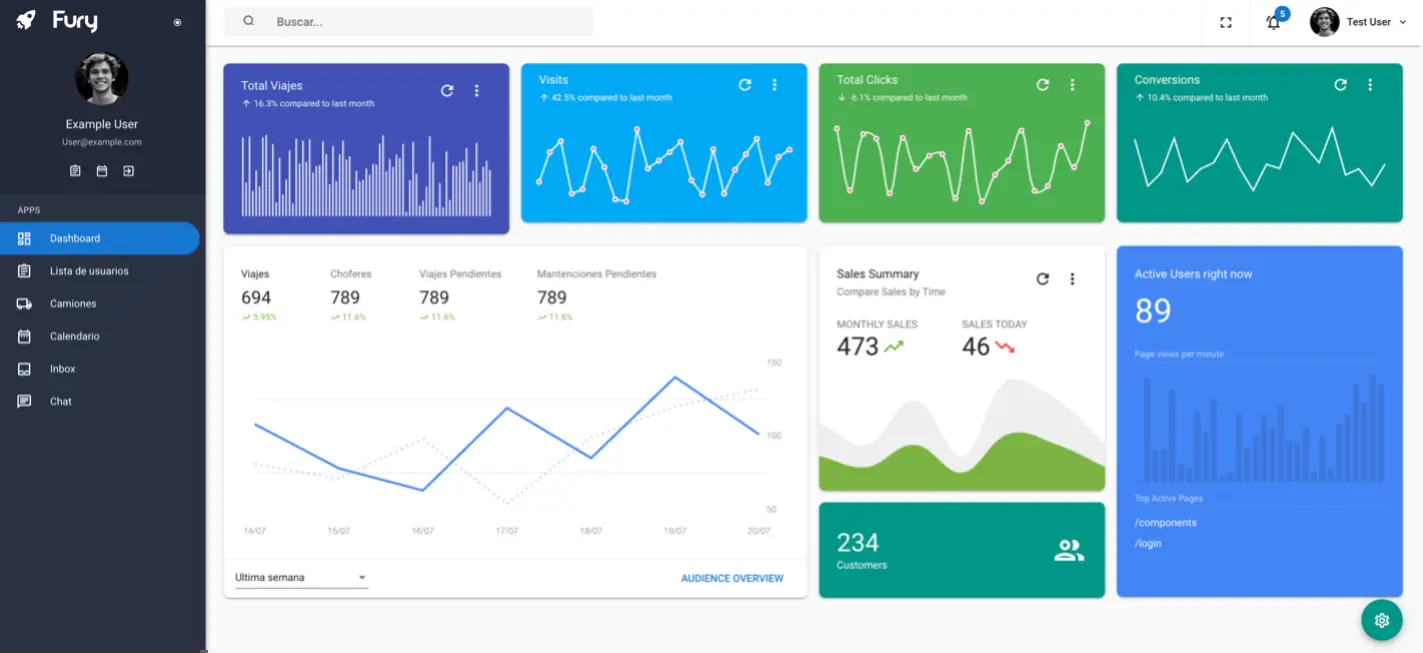 Fury
Buscar...
5
Test User
Example User
User@example.com
APPS
Dashboard
Lista de usuarios
Camiones
Calendario
Inbox
Chat
Total Viajes
16.3% compared to last month
Visits
42.5% compared to last month
Total Clicks
-6.1% compared to last month
Conversions
10.4% compared to last month
Viajes
694
5.95%
Choferes
789
11.6%
Viajes Pendientes
789
11.6%
Mantenciones Pendientes
789
11.6%
150
100
50
14/07 15/07 16/07 17/07 18/07 19/07 20/07
Ultima semana
AUDIENCE OVERVIEW
Sales Summary
Compare Sales by Time
MONTHLY SALES
473
SALES TODAY
46
234
Customers
Active Users right now
89
Page views per minute
Top Active Pages
/components
/login